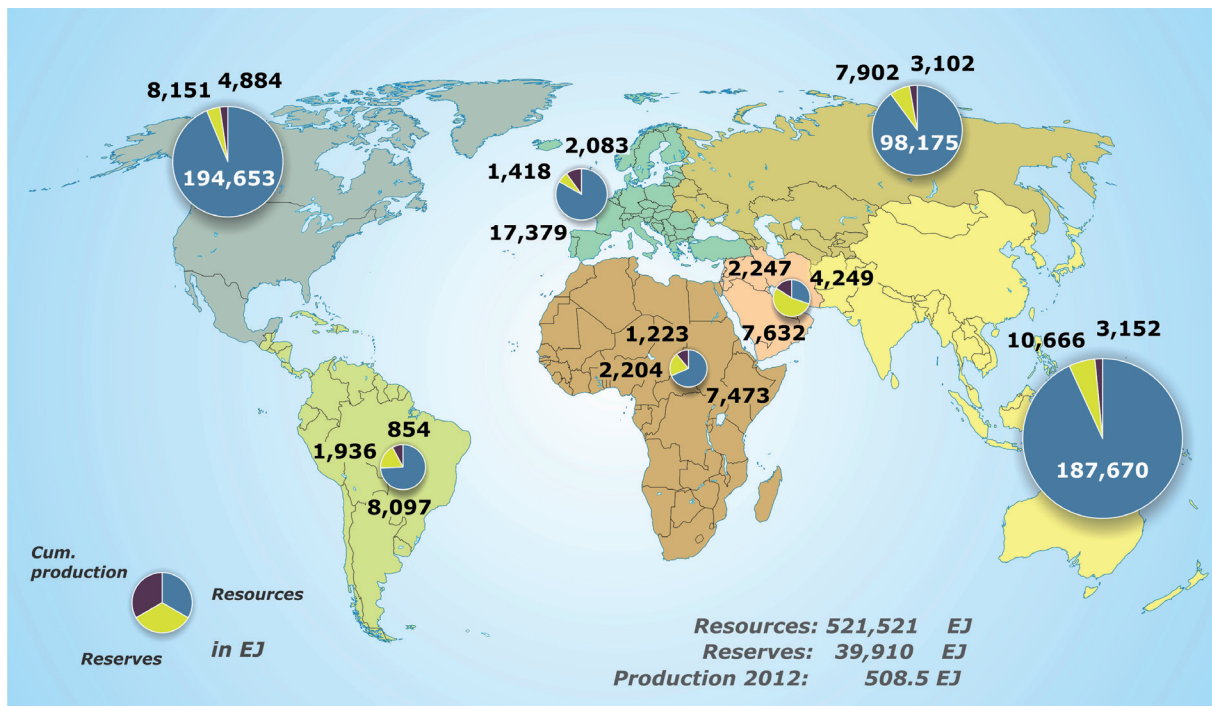 8,151 4,884
194,653
7,902 3,102
98,175
2,083
1,418
17,379
2,247 4,249
7,632
1,223
2,204
7,473
10,666 3,152
187,670
854
1,936
8,097
Cum.
production
Resources
Reserves
in EJ
Resources: 521,521 EJ
Reserves: 39,910 EJ
Production 2012: 508.5 EJ